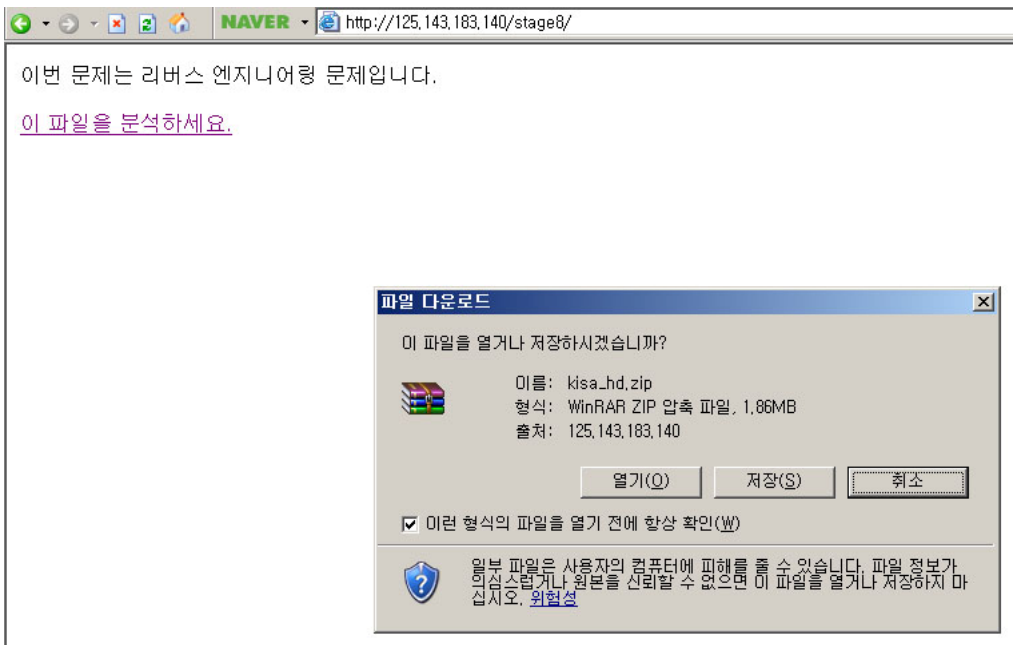 NAVER http://125.143.183.140/stage8/
이번 문제는 리버스 엔지니어링 문제입니다.
이 파일을 분석하세요.
파일 다운로드
이 파일을 열거나 저장하시겠습니까?
이름: kisa_hd.zip
형식: WinRAR ZIP 압축 파일, 1.86MB
출처: 125.143.183.140
열기(O) 저장(S) 취소
이런 형식의 파일을 열기 전에 항상 확인(W)
일부 파일은 사용자의 컴퓨터에 피해를 줄 수 있습니다. 파일 정보가
의심스럽거나 원본을 신뢰할 수 없으면 이 파일을 열거나 저장하지 마
십시오. 위험성